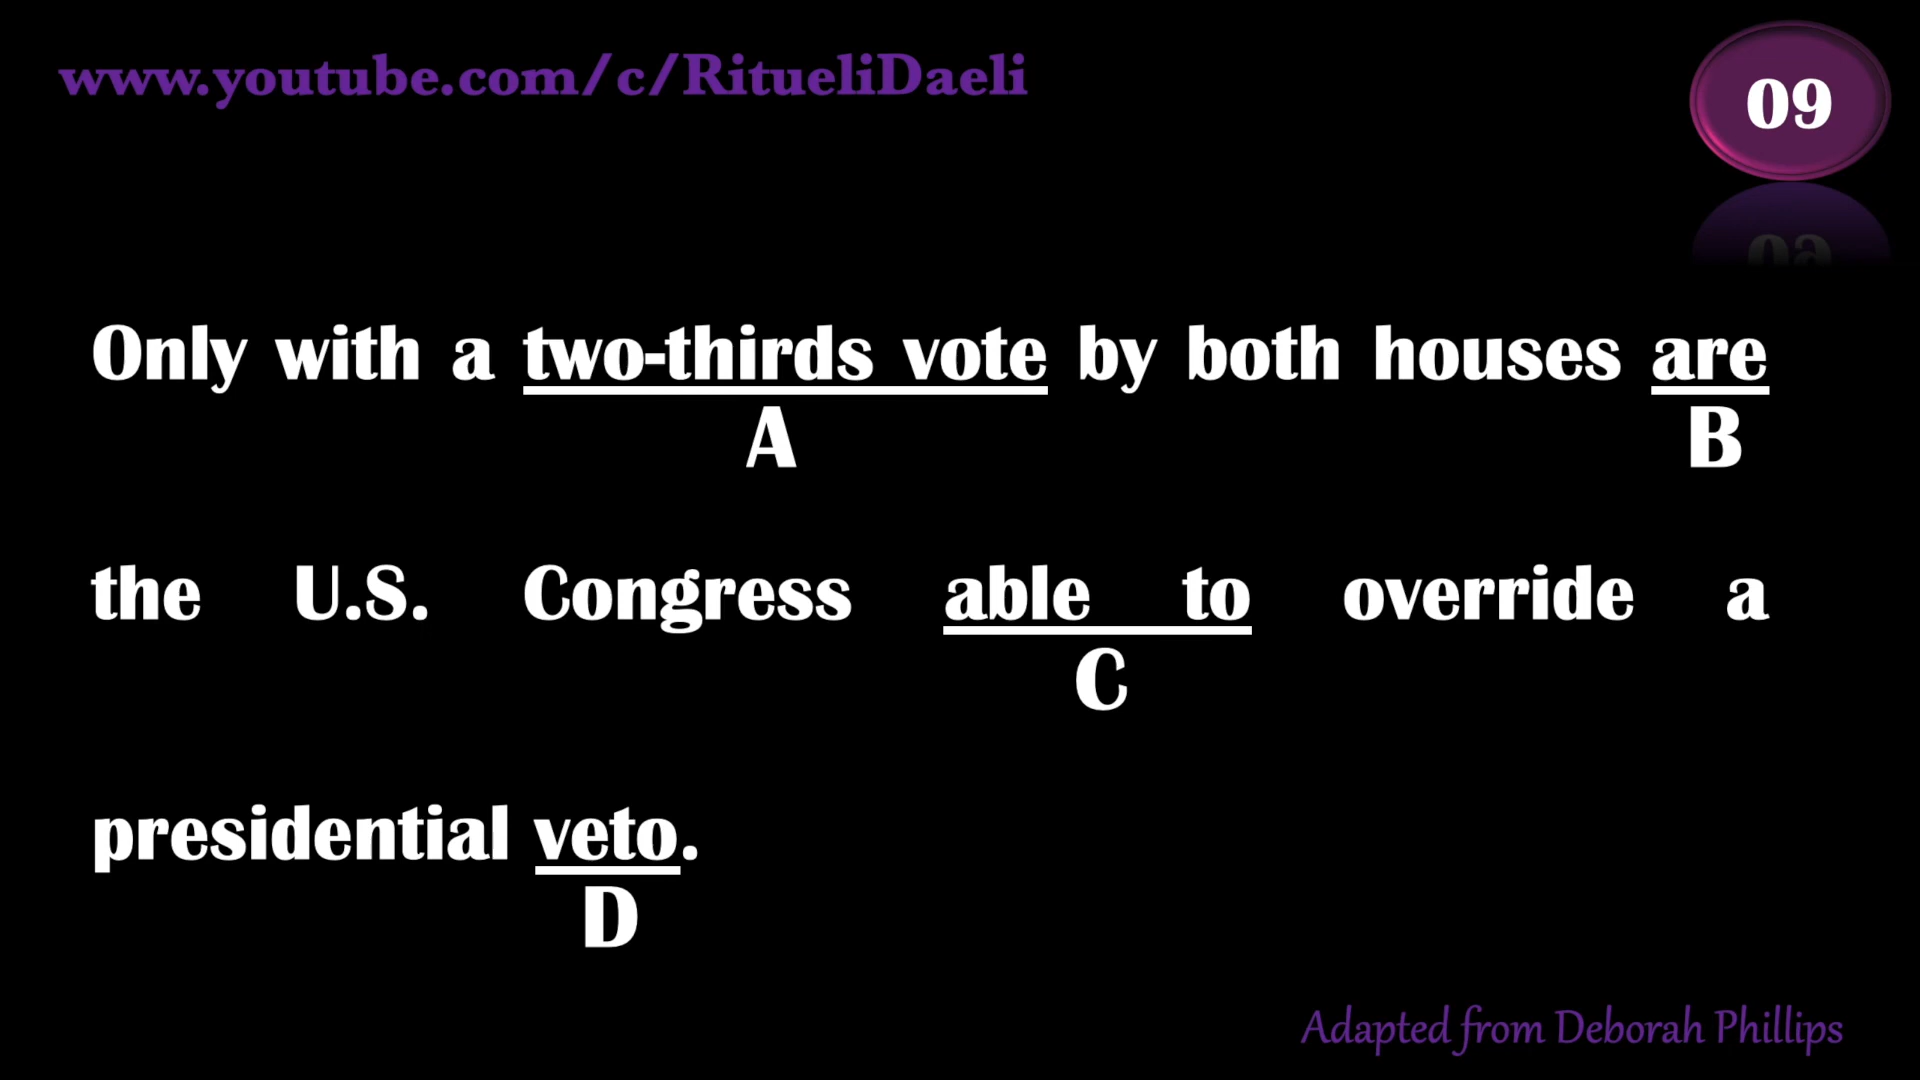 www.youtube.com/c/RitueliDaeli
09
Only with a two-thirds vote by both houses are
A B
the U.S. Congress able to override a
C
presidential veto.
D
Adapted from Deborah Phillips